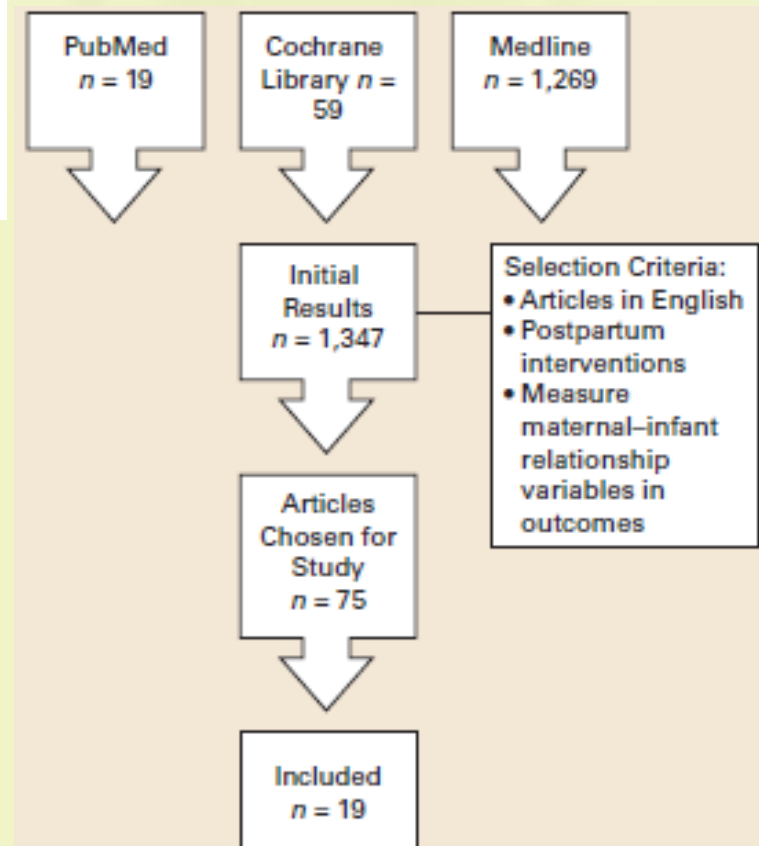 PubMed
n = 19
Cochrane
Library n =
59
Medline
n = 1,269
Initial
Results
n = 1,347
Selection Criteria:
• Articles in English
• Postpartum
interventions
• Measure
maternal–infant
relationship
variables in
outcomes
Articles
Chosen for
Study
n = 75
Included
n = 19